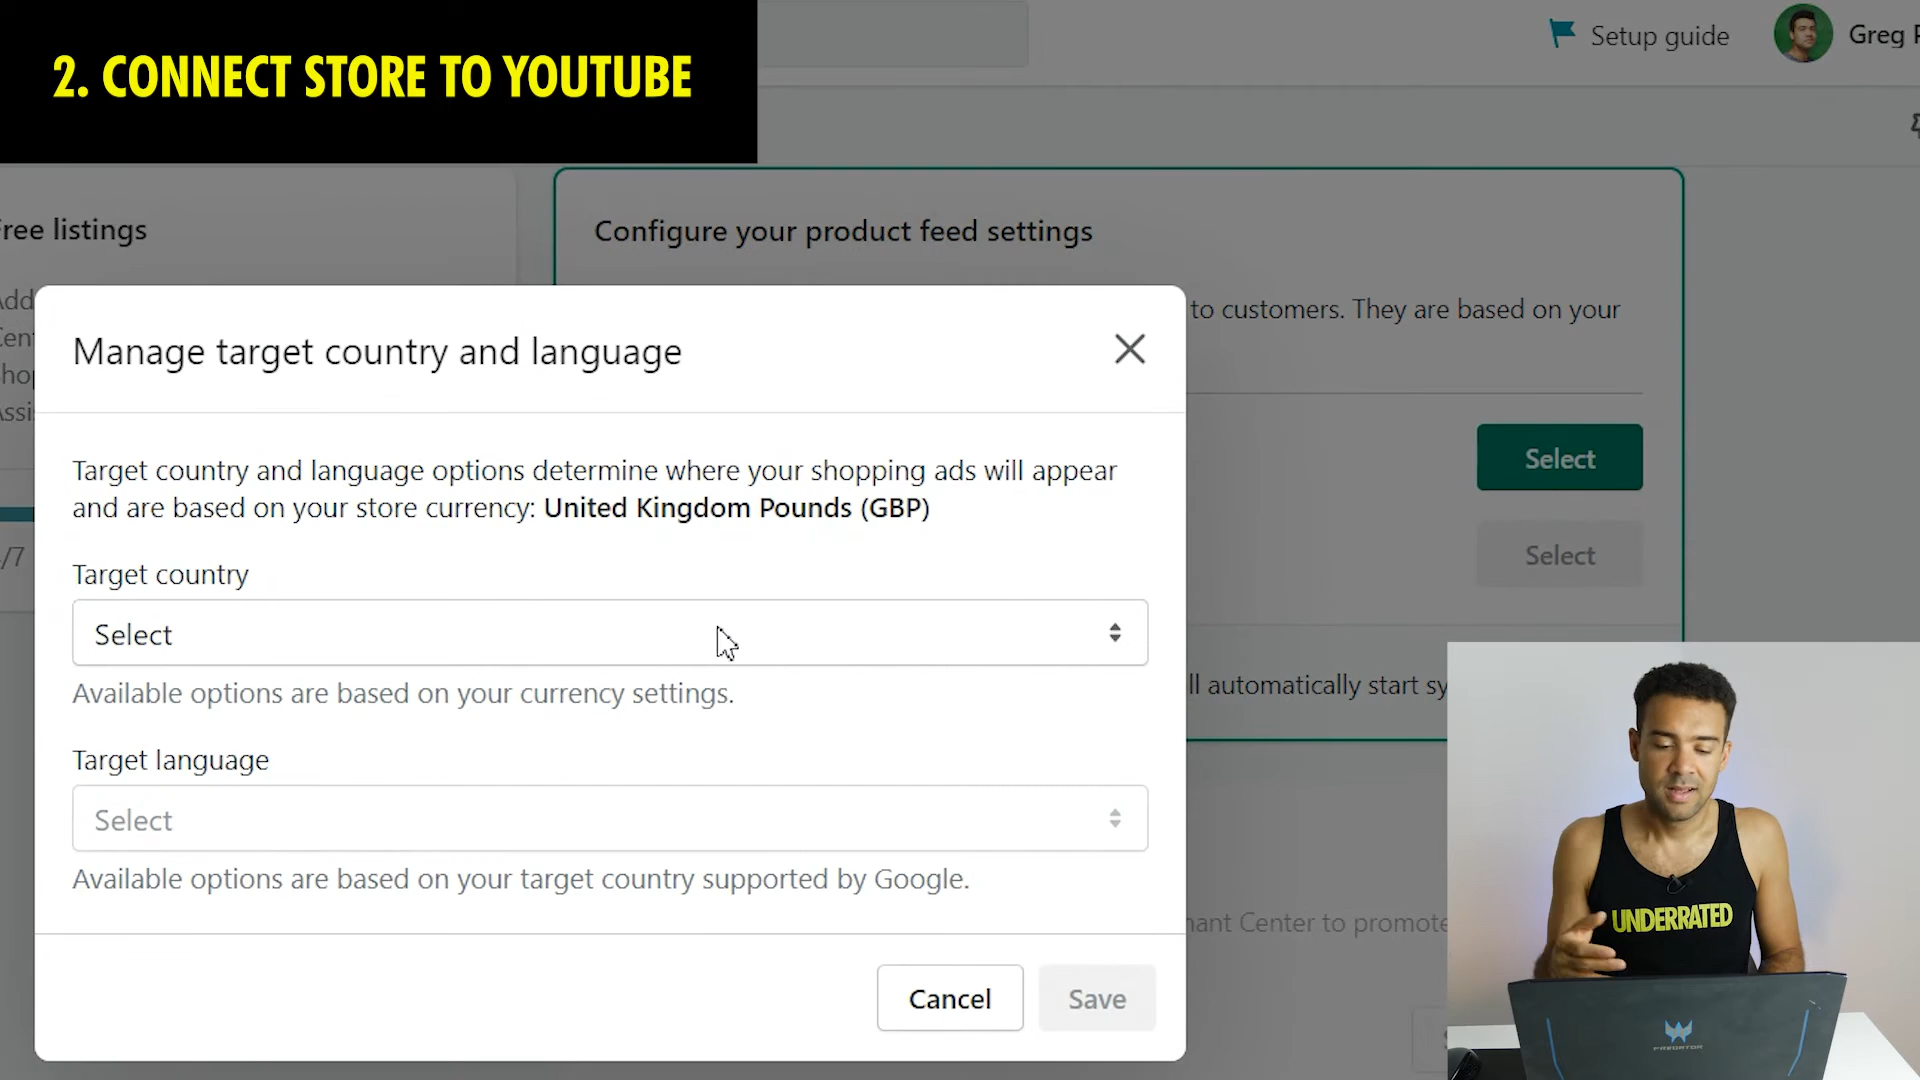 2. CONNECT STORE TO YOUTUBE
Setup guide
Greg
Free listings
Configure your product feed settings
to customers. They are based on your
Select
Select
/7
Manage target country and language
Target country and language options determine where your shopping ads will appear
and are based on your store currency: United Kingdom Pounds (GBP)
Target country
Select
Available options are based on your currency settings.
Target language
Select
Available options are based on your target country supported by Google.
Cancel
Save
automatically start
Center to promote
UNDERRATED
PREDATOR